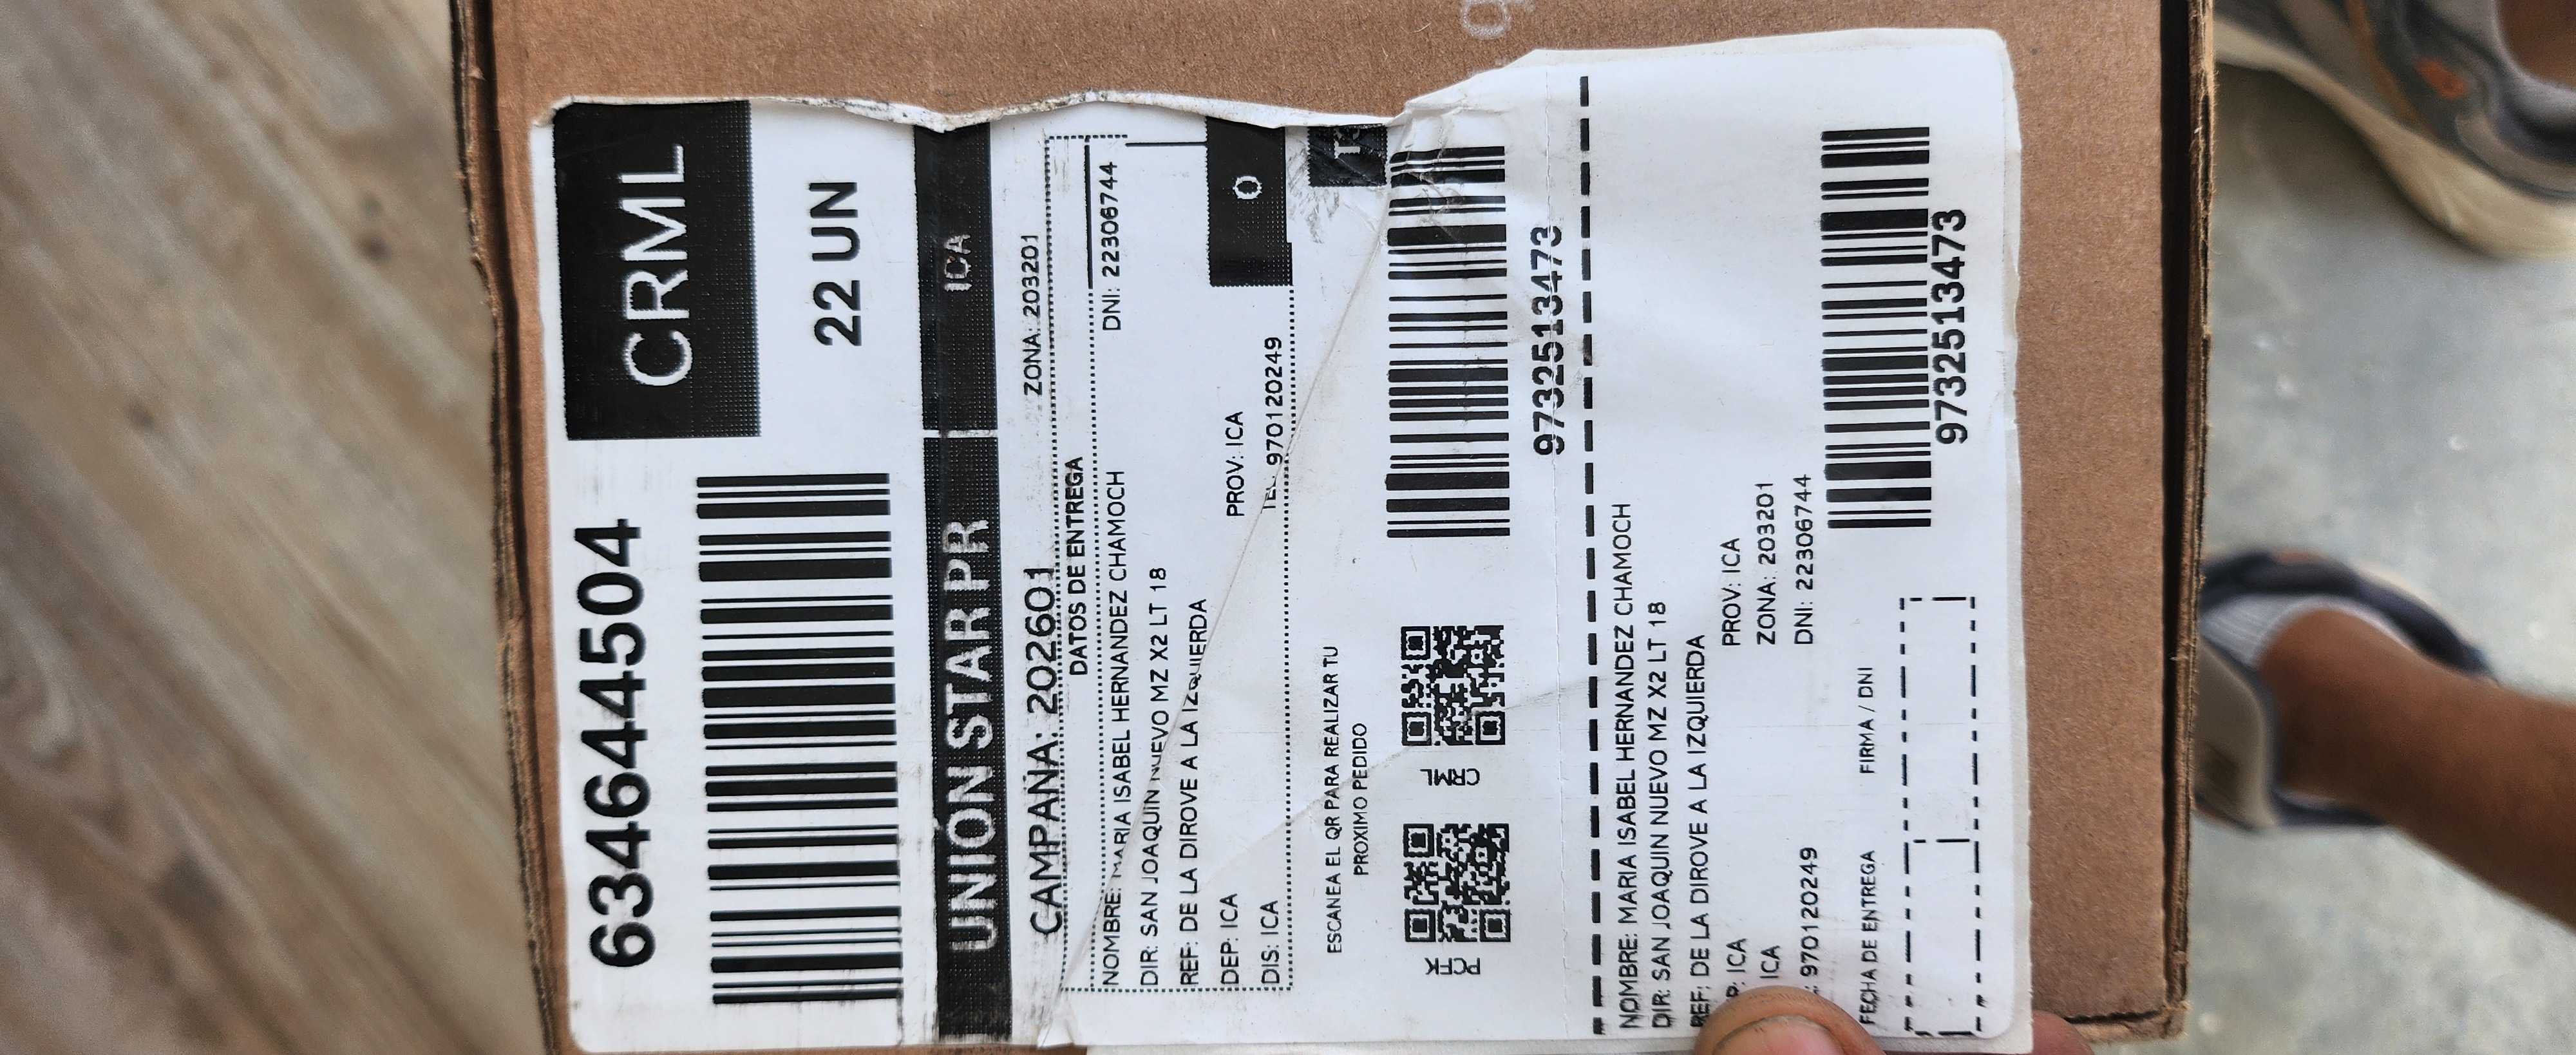 634644504
CRML
22 UN
UNIÓN STAR PR
ICA
CAMPAÑA: 202601
ZONA: 203201
DATOS DE ENTREGA
NOMBRE: MARIA ISABEL HERNANDEZ CHAMOCH
DNI: 22306744
DIR: SAN JOAQUIN NUEVO MZ X2 LT 18
REF: DE LA DIROVE A LA IZQUIERDA
DEP: ICA
PROV: ICA
DIS: ICA
TEL: 970120249
O
ESCANEA EL QR PARA REALIZAR TU
PROXIMO PEDIDO
PCTK
CRML
9732513473
NOMBRE: MARIA ISABEL HERNANDEZ CHAMOCH
DIR: SAN JOAQUIN NUEVO MZ X2 LT 18
REF: DE LA DIROVE A LA IZQUIERDA
P: ICA
PROV: ICA
ICA
ZONA: 203201
: 970120249
DNI: 22306744
FECHA DE ENTREGA
FIRMA / DNI
9732513473